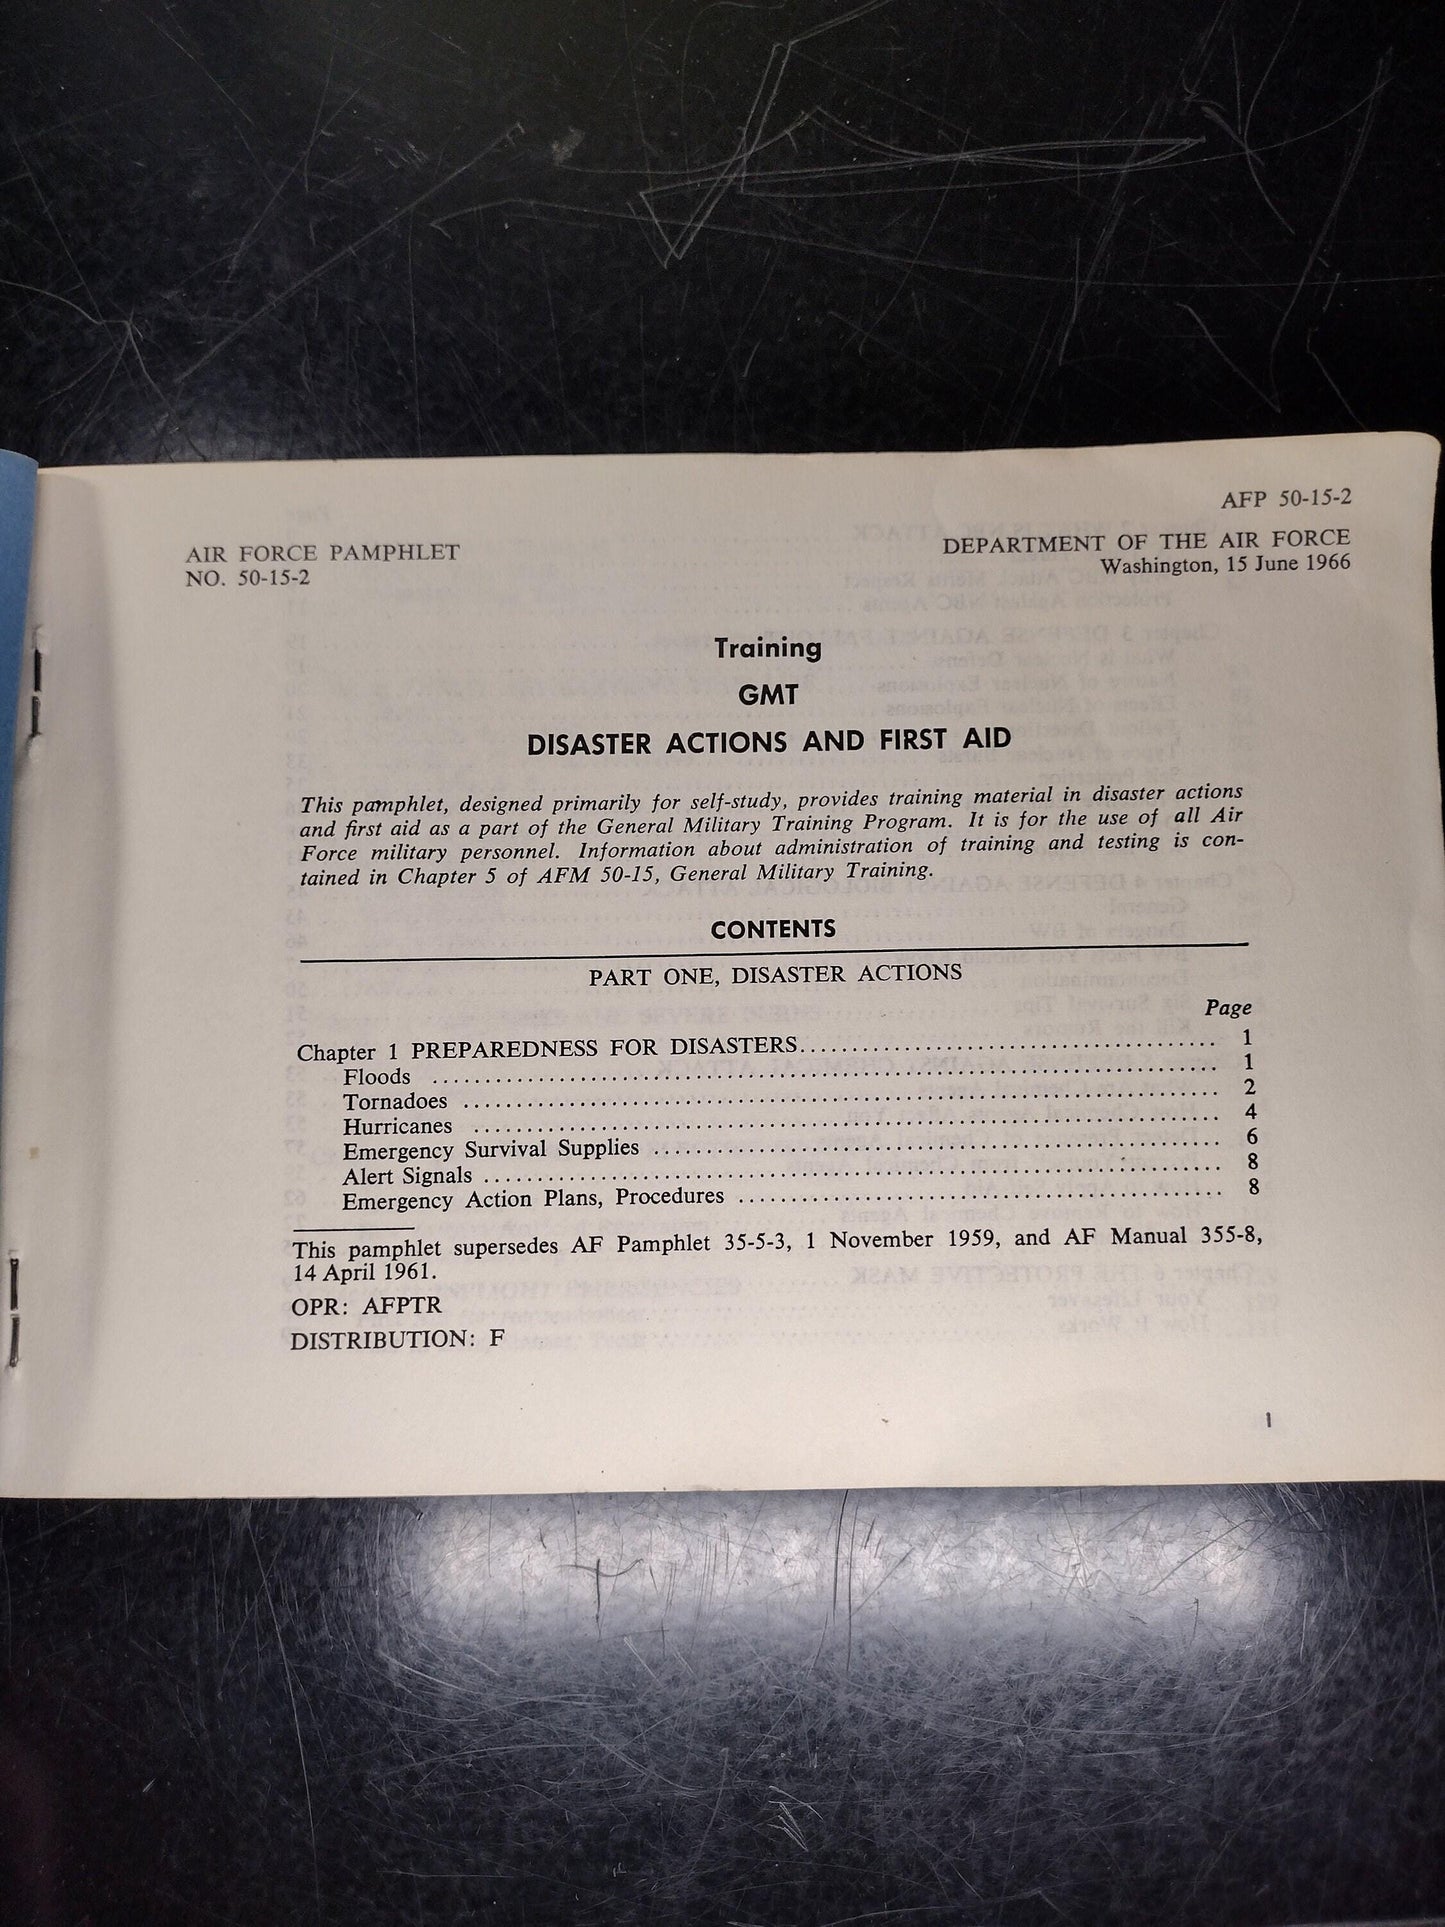 AFP 50-15-2
AIR FORCE PAMPHLET
NO. 50-15-2
DEPARTMENT OF THE AIR FORCE
Washington, 15 June 1966
Training
GMT
DISASTER ACTIONS AND FIRST AID
This pamphlet, designed primarily for self-study, provides training material in disaster actions
and first aid as a part of the General Military Training Program. It is for the use of all Air
Force military personnel. Information about administration of training and testing is con-
tained in Chapter 5 of AFM 50-15, General Military Training.
CONTENTS
PART ONE, DISASTER ACTIONS
Page
Chapter 1 PREPAREDNESS FOR DISASTERS........................................ 1
Floods ........................................ 1
Tornadoes ........................................ 2
Hurricanes ........................................ 4
Emergency Survival Supplies ........................................ 6
Alert Signals ........................................ 8
Emergency Action Plans, Procedures ........................................ 8
This pamphlet supersedes AF Pamphlet 35-5-3, 1 November 1959, and AF Manual 355-8,
14 April 1961.
OPR: AFPTR
DISTRIBUTION: F